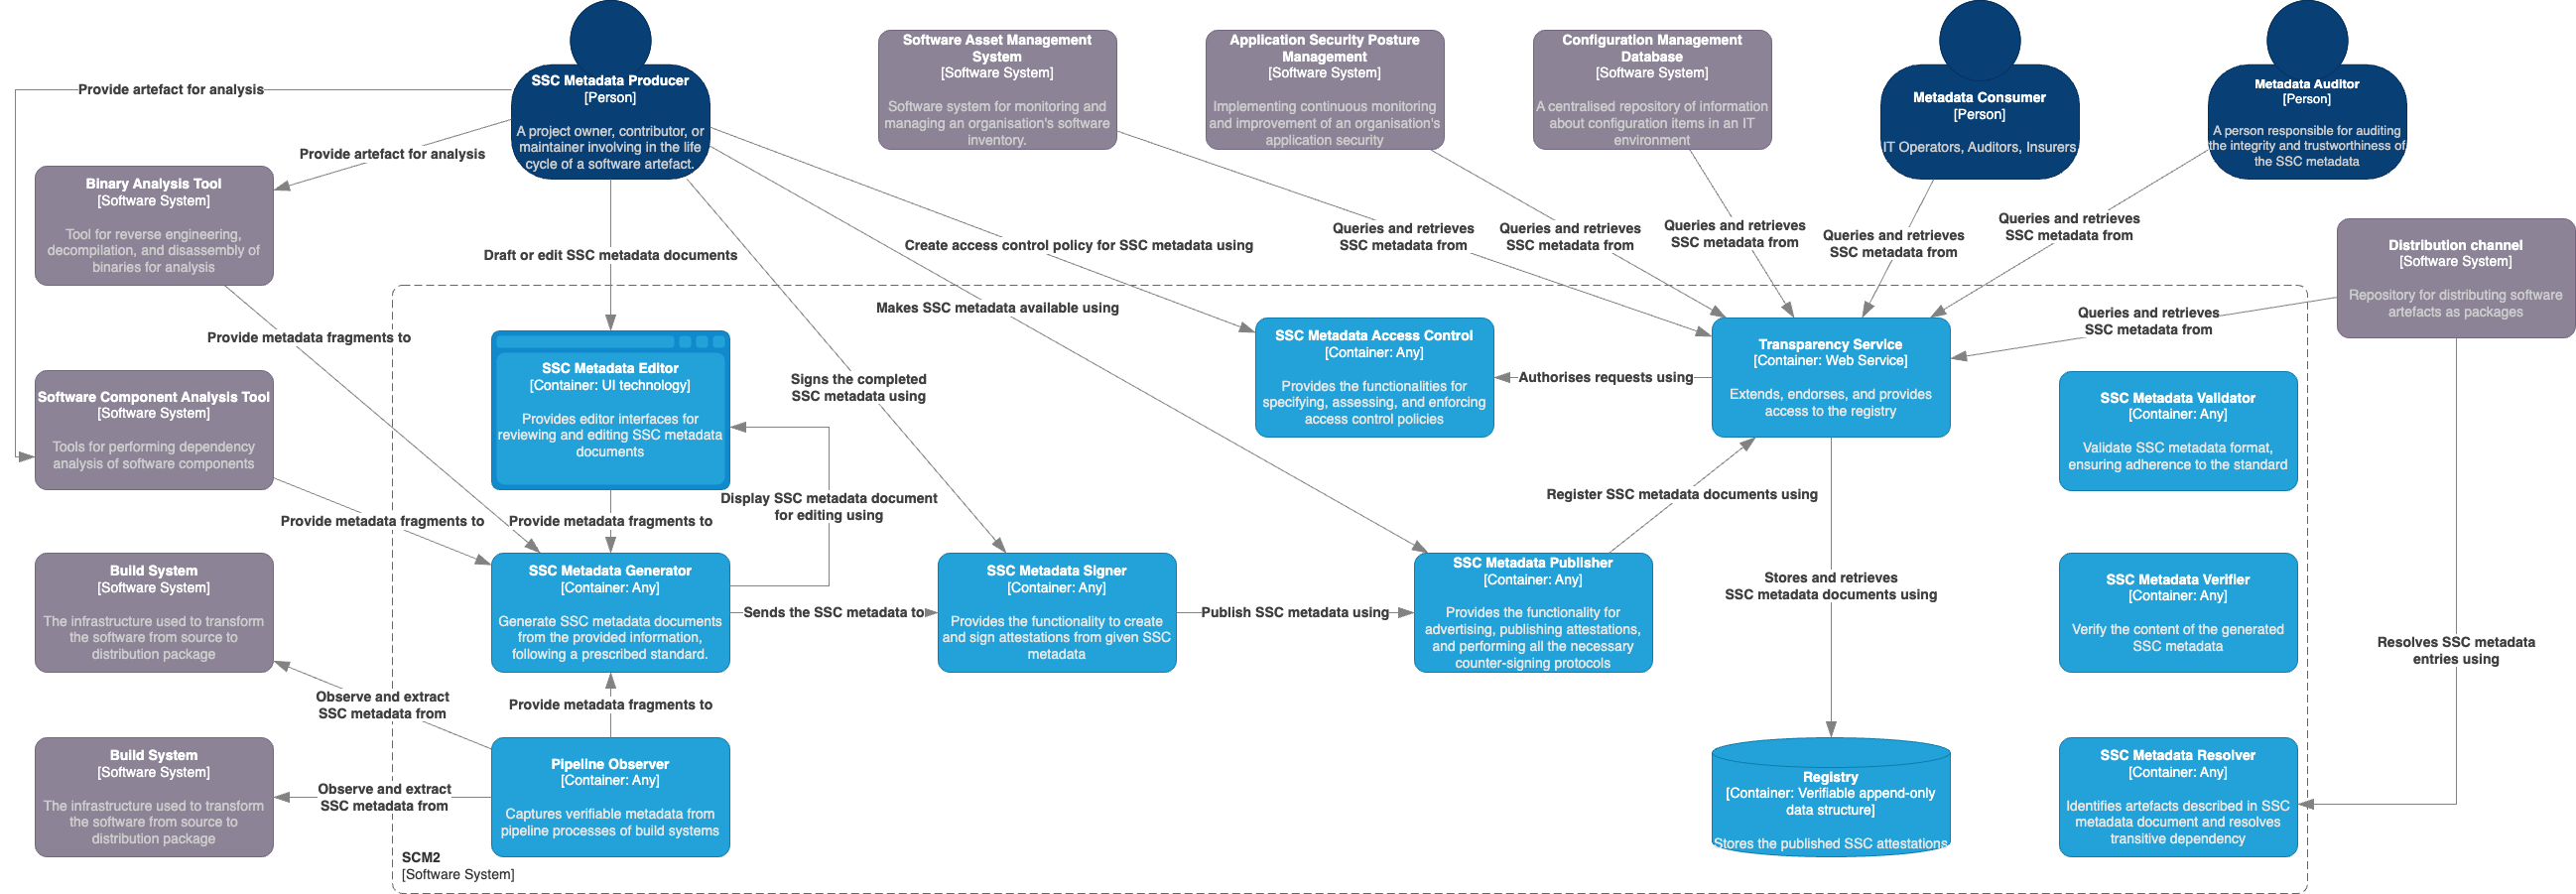 SSC Metadata Producer
[Person]
A project owner, contributor, or
maintainer involving in the life
cycle of a software artefact.
Software Asset Management
System
[Software System]
Software system for monitoring and
managing an organisation's software
inventory.
Application Security Posture
Management
[Software System]
Implementing continuous monitoring
and improvement of an organisation's
application security
Configuration Management
Database
[Software System]
A centralised repository of information
about configuration items in an IT
environment
Metadata Consumer
[Person]
IT Operators, Auditors, Insurers
Metadata Auditor
[Person]
A person responsible for auditing
the integrity and trustworthiness of
the SSC metadata
Provide artefact for analysis
Provide artefact for analysis
Binary Analysis Tool
[Software System]
Tool for reverse engineering,
decompilation, and disassembly of
binaries for analysis
Draft or edit SSC metadata documents
Create access control policy for SSC metadata using
Queries and retrieves
SSC metadata from
Queries and retrieves
SSC metadata from
Queries and retrieves
SSC metadata from
Queries and retrieves
SSC metadata from
Queries and retrieves
SSC metadata from
Distribution channel
[Software System]
Repository for distributing software
artefacts as packages
Makes SSC metadata available using
Queries and retrieves
SSC metadata from
Provide metadata fragments to
SSC Metadata Editor
[Container: UI technology]
Provides editor interfaces for
reviewing and editing SSC metadata
documents
Signs the completed
SSC metadata using
SSC Metadata Access Control
[Container: Any]
Provides the functionalities for
specifying, assessing, and enforcing
access control policies
Authorises requests using
Transparency Service
[Container: Web Service]
Extends, endorses, and provides
access to the registry
SSC Metadata Validator
[Container: Any]
Validate SSC metadata format,
ensuring adherence to the standard
Software Component Analysis Tool
[Software System]
Tools for performing dependency
analysis of software components
Display SSC metadata document
for editing using
Register SSC metadata documents using
Provide metadata fragments to
Provide metadata fragments to
Build System
[Software System]
The infrastructure used to transform
the software from source to
distribution package
SSC Metadata Generator
[Container: Any]
Generate SSC metadata documents
from the provided information,
following a prescribed standard.
Sends the SSC metadata to
SSC Metadata Signer
[Container: Any]
Provides the functionality to create
and sign attestations from given SSC
metadata
Publish SSC metadata using
SSC Metadata Publisher
[Container: Any]
Provides the functionality for
advertising, publishing attestations,
and performing all the necessary
counter-signing protocols
Stores and retrieves
SSC metadata documents using
SSC Metadata Verifier
[Container: Any]
Verify the content of the generated
SSC metadata
Resolves SSC metadata
entries using
Observe and extract
SSC metadata from
Provide metadata fragments to
Build System
[Software System]
The infrastructure used to transform
the software from source to
distribution package
Observe and extract
SSC metadata from
Pipeline Observer
[Container: Any]
Captures verifiable metadata from
pipeline processes of build systems
Registry
[Container: Verifiable append-only
data structure]
Stores the published SSC attestations
SSC Metadata Resolver
[Container: Any]
Identifies artefacts described in SSC
metadata document and resolves
transitive dependency
SCM2
[Software System]